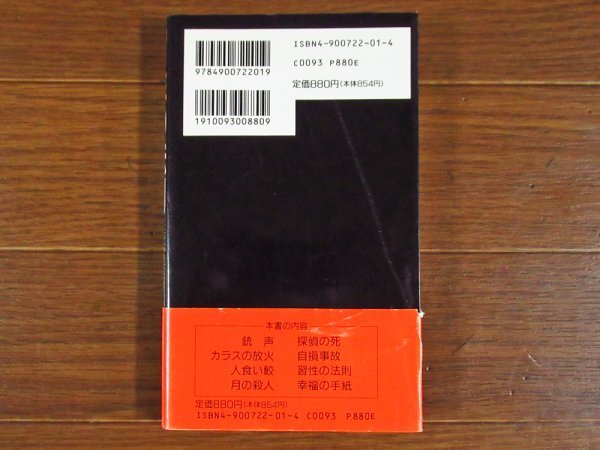 ISBN4-900722-01-4
9784900722019
C0093 P880E
定価880円(本体854円)
1910093008809
本書の内容
銃声 探偵の死
カラスの放火 自損事故
人食い鮫 習性の法則
月の殺人 幸福の手紙
定価880円(本体854円)
ISBN4-900722-01-4 C0093 P880E